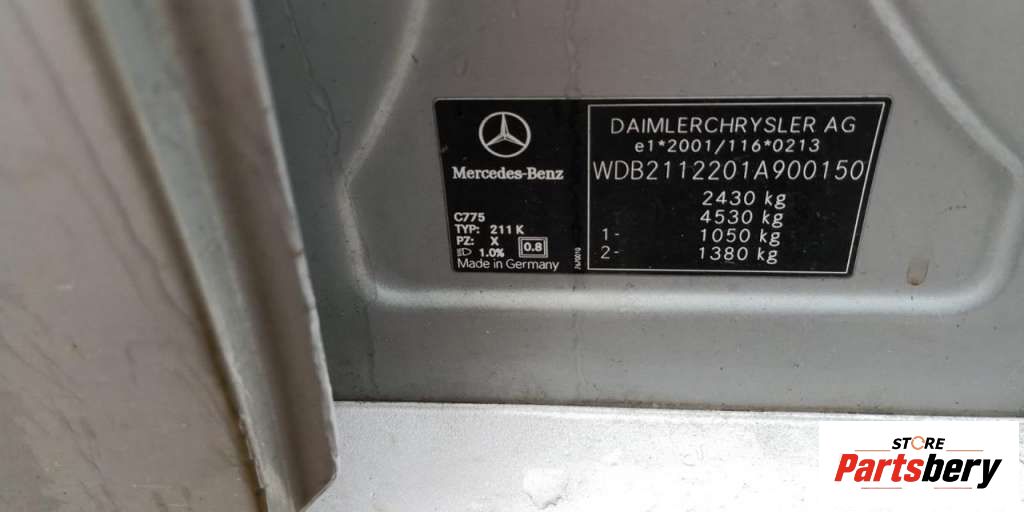 Mercedes-Benz
C775
TYP: 211 K
PZ: X
1.0%
0.8
Made in Germany
DAIMLERCHRYSLER AG
e1*2001/116*0213
WDB2112201A900150
2430 kg
4530 kg
1- 1050 kg
2- 1380 kg
STORE
Partsbery